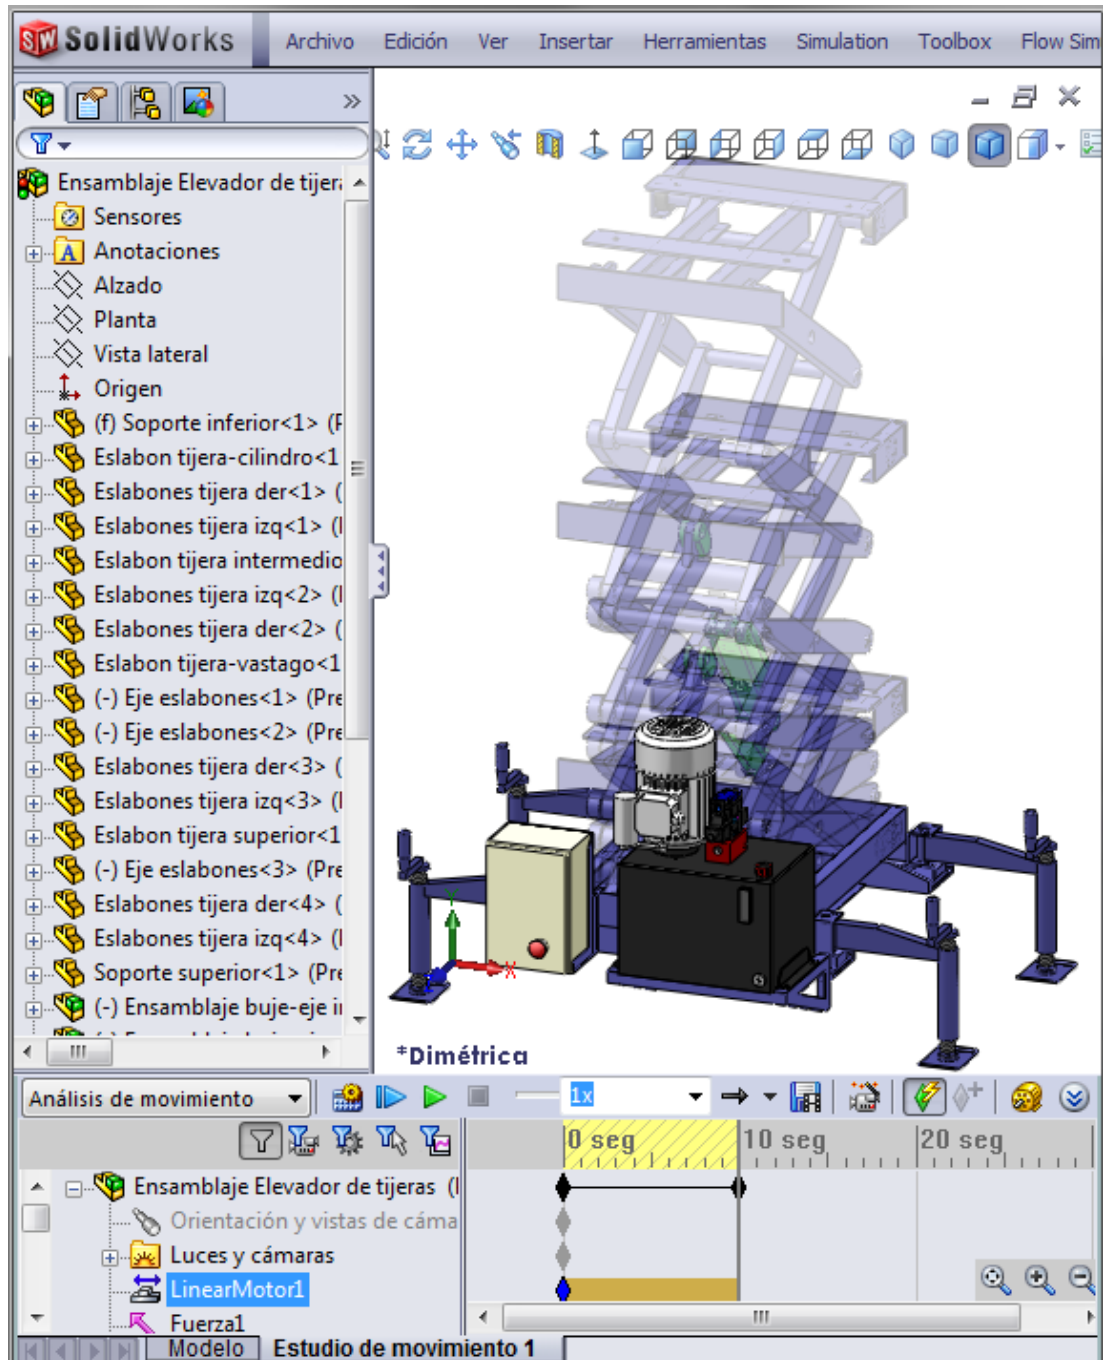 SolidWorks Archivo Edición Ver Insertar Herramientas Simulation Toolbox Flow Sim
Ensamblaje Elevador de tijera
Sensores
Anotaciones
Alzado
Planta
Vista lateral
Origen
(f) Soporte inferior<1> (P
Eslabon tijera-cilindro<1
Eslabones tijera der<1> (
Eslabones tijera izq<1> (I
Eslabon tijera intermedio
Eslabones tijera izq<2> (I
Eslabones tijera der<2> (
Eslabon tijera-vastago<1
(-) Eje eslabones<1> (Pre
(-) Eje eslabones<2> (Pre
Eslabones tijera der<3> (
Eslabones tijera izq<3> (I
Eslabon tijera superior<1
(-) Eje eslabones<3> (Pre
Eslabones tijera der<4> (
Eslabones tijera izq<4> (I
Soporte superior<1> (Pre
(-) Ensamblaje buje-eje i
Y
X
*Dimétrica
Análisis de movimiento 1x
0 seg 10 seg 20 seg
Ensamblaje Elevador de tijeras (I
Orientación y vistas de cáma
Luces y cámaras
LinearMotor1
Fuerza1
Modelo Estudio de movimiento 1